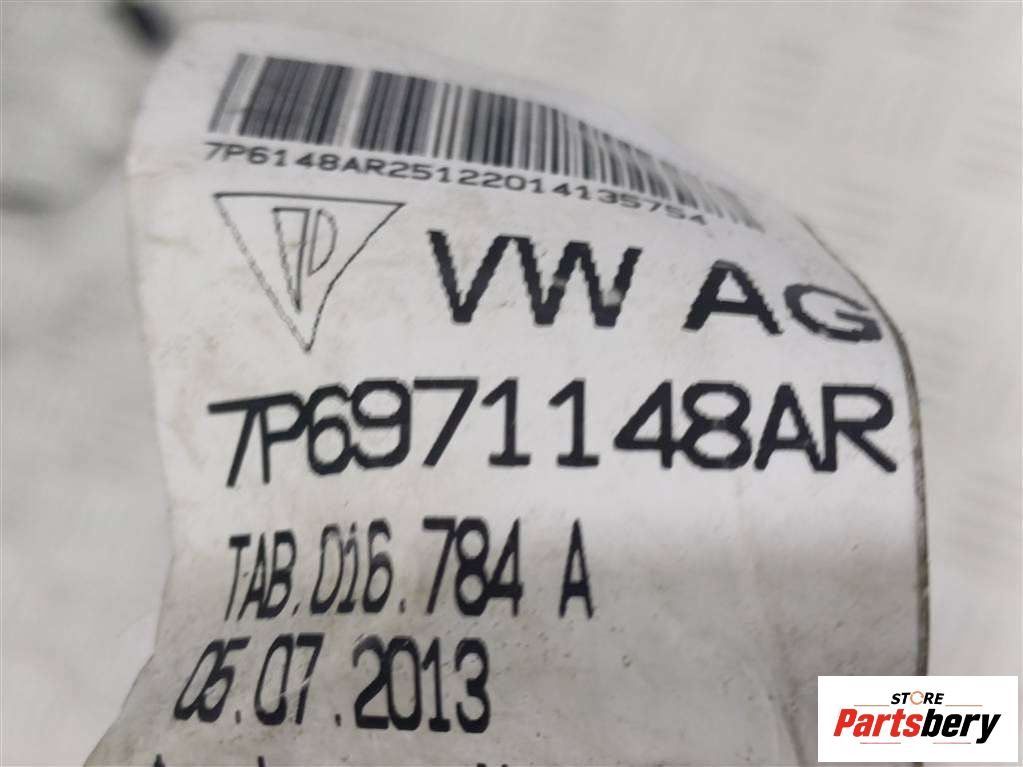 7P6148AR25122014135754
VW AG
7P6971148AR
TAB.016.784 A
05.07.2013
STORE
Partsbery